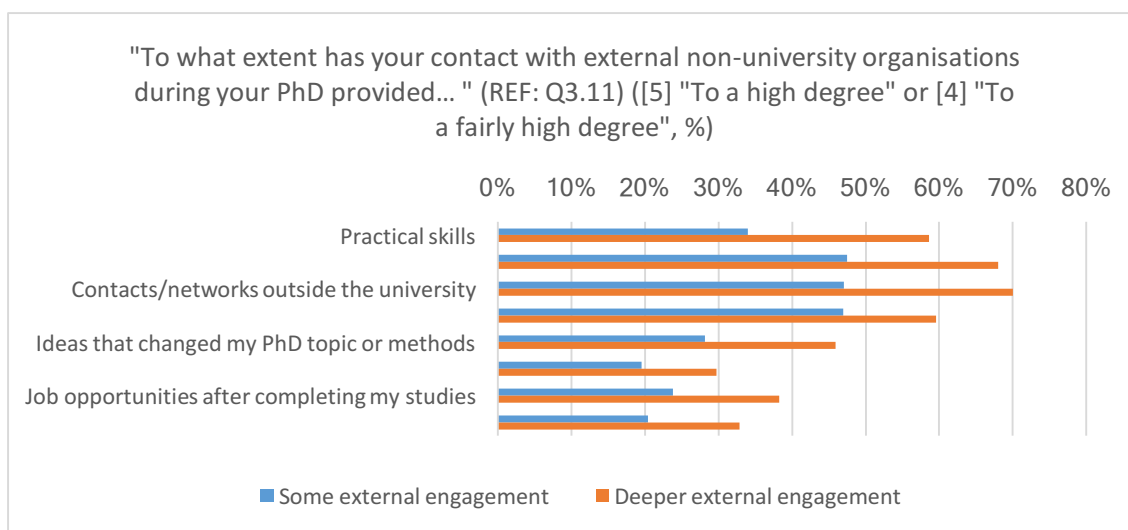 "To what extent has your contact with external non-university organisations
during your PhD provided… " (REF: Q3.11) ([5] "To a high degree" or [4] "To
a fairly high degree", %)
0% 10% 20% 30% 40% 50% 60% 70% 80%
Practical skills
Contacts/networks outside the university
Ideas that changed my PhD topic or methods
Job opportunities after completing my studies
Some external engagement Deeper external engagement